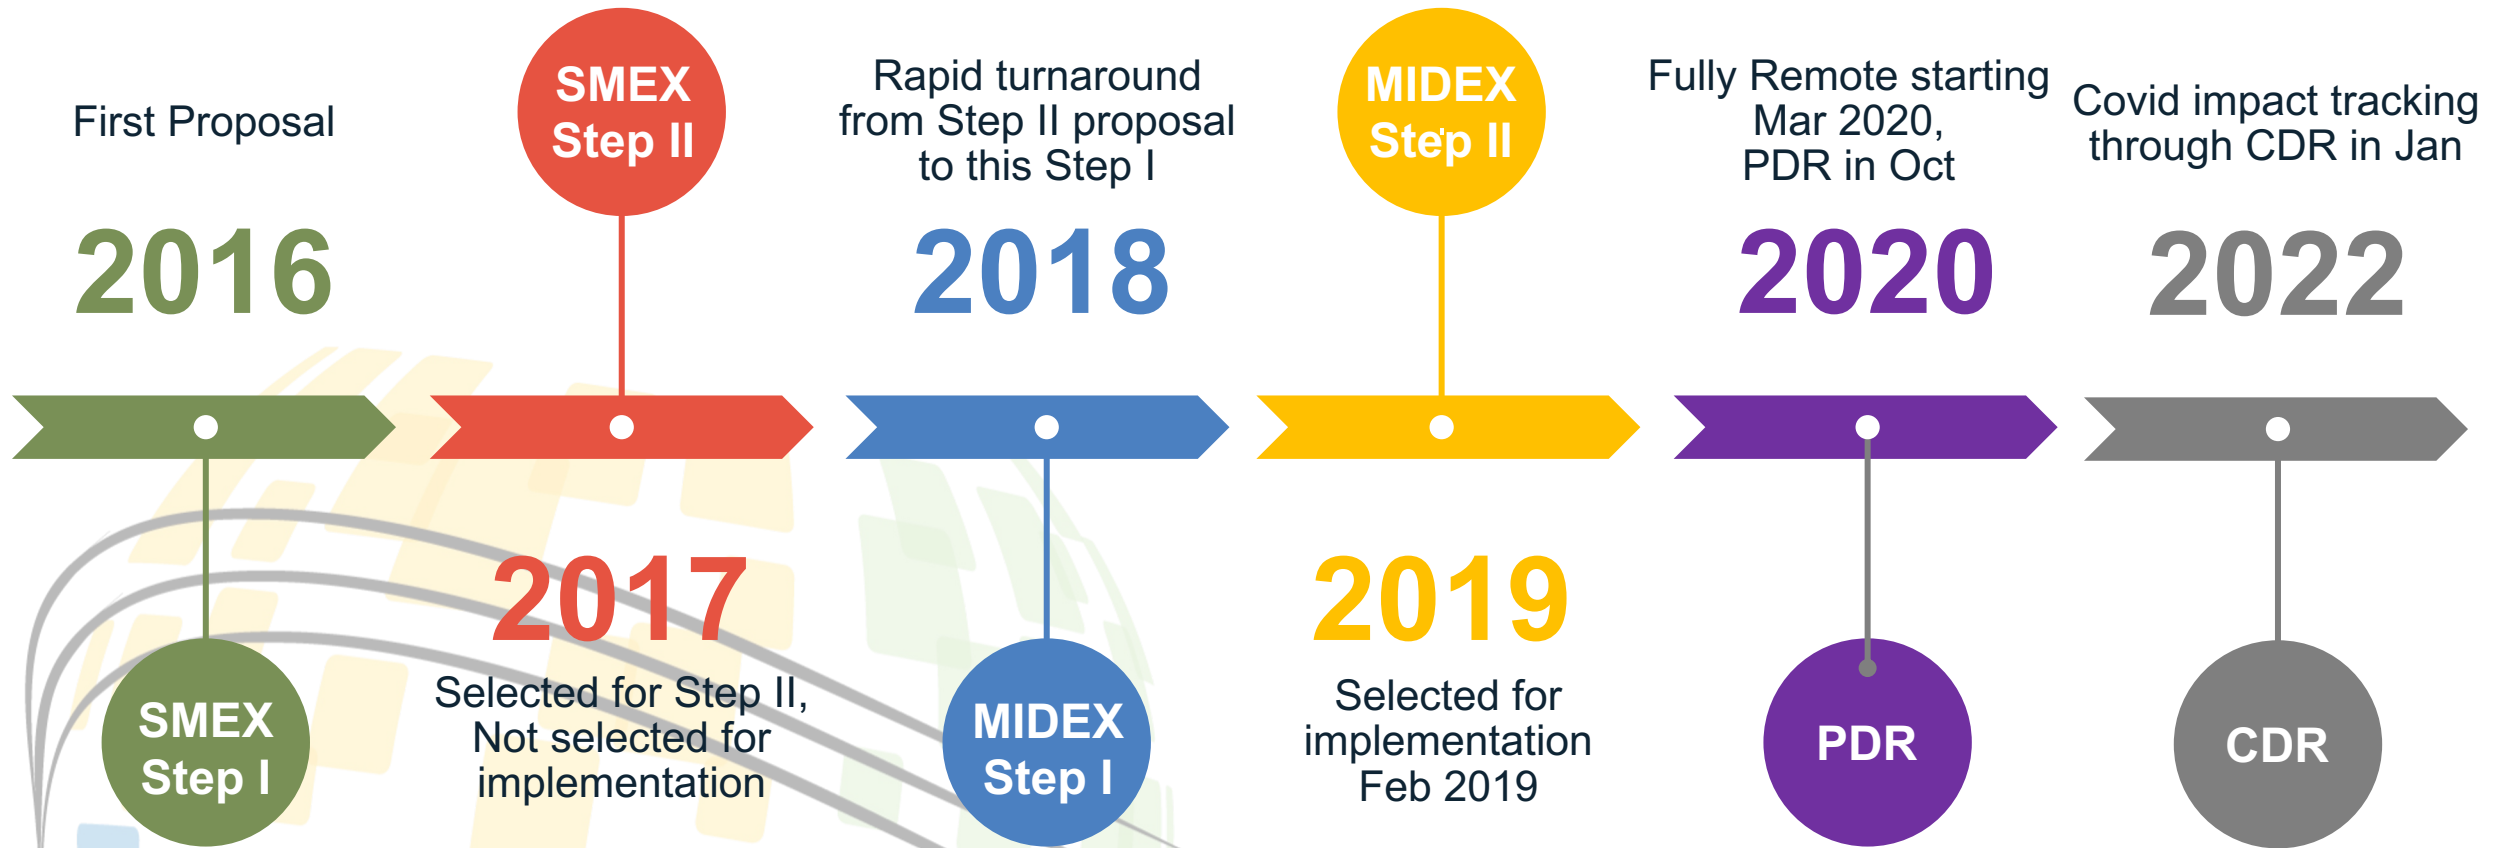 First Proposal
2016
SMEX
Step I
SMEX
Step II
2017
Selected for Step II,
Not selected for
implementation
Rapid turnaround
from Step II proposal
to this Step I
2018
MIDEX
Step I
MIDEX
Step II
2019
Selected for
implementation
Feb 2019
Fully Remote starting
Mar 2020,
PDR in Oct
2020
PDR
Covid impact tracking
through CDR in Jan
2022
CDR